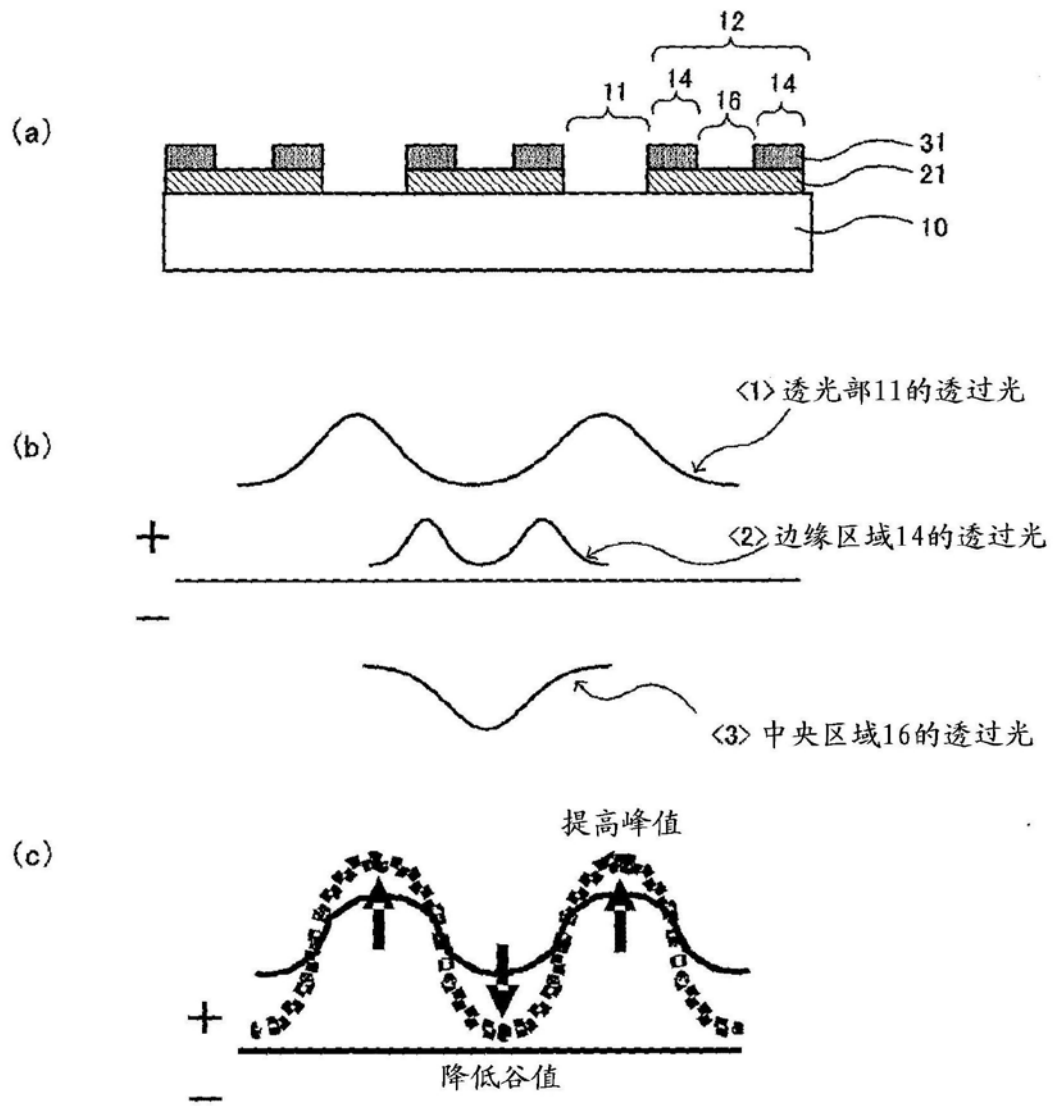 12
11
14
16
14
(a)
31
21
10
<1>透光部11的透过光
(b)
+
<2>边缘区域14的透过光
−
<3>中央区域16的透过光
提高峰值
(c)
+
降低谷值
−